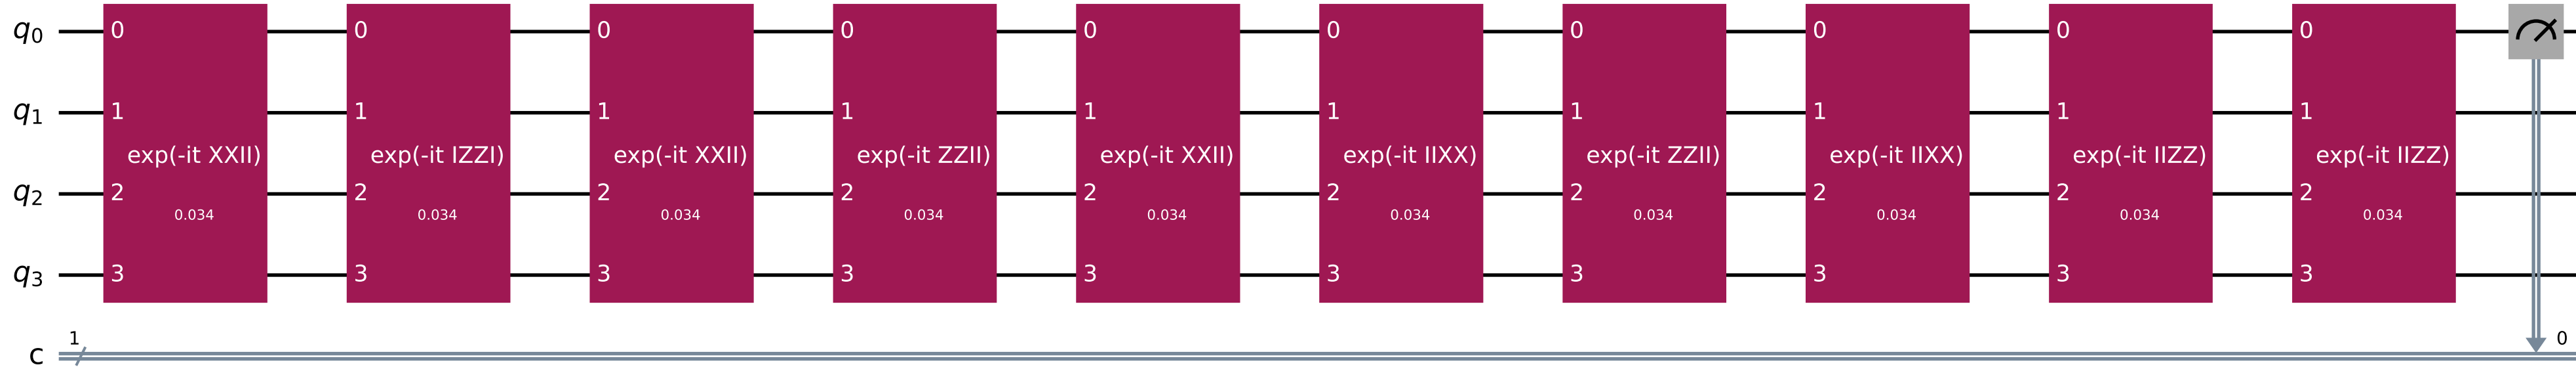 q0 0 0 0 0 0 0 0 0 0 0
q1 1 1 1 1 1 1 1 1 1 1
exp(-it XXII) exp(-it IZZI) exp(-it XXII) exp(-it ZZII) exp(-it XXII) exp(-it IIXX) exp(-it ZZII) exp(-it IIXX) exp(-it IIZZ) exp(-it IIZZ)
q2 2 2 2 2 2 2 2 2 2 2
0.034 0.034 0.034 0.034 0.034 0.034 0.034 0.034 0.034 0.034
q3 3 3 3 3 3 3 3 3 3 3
1 0
c